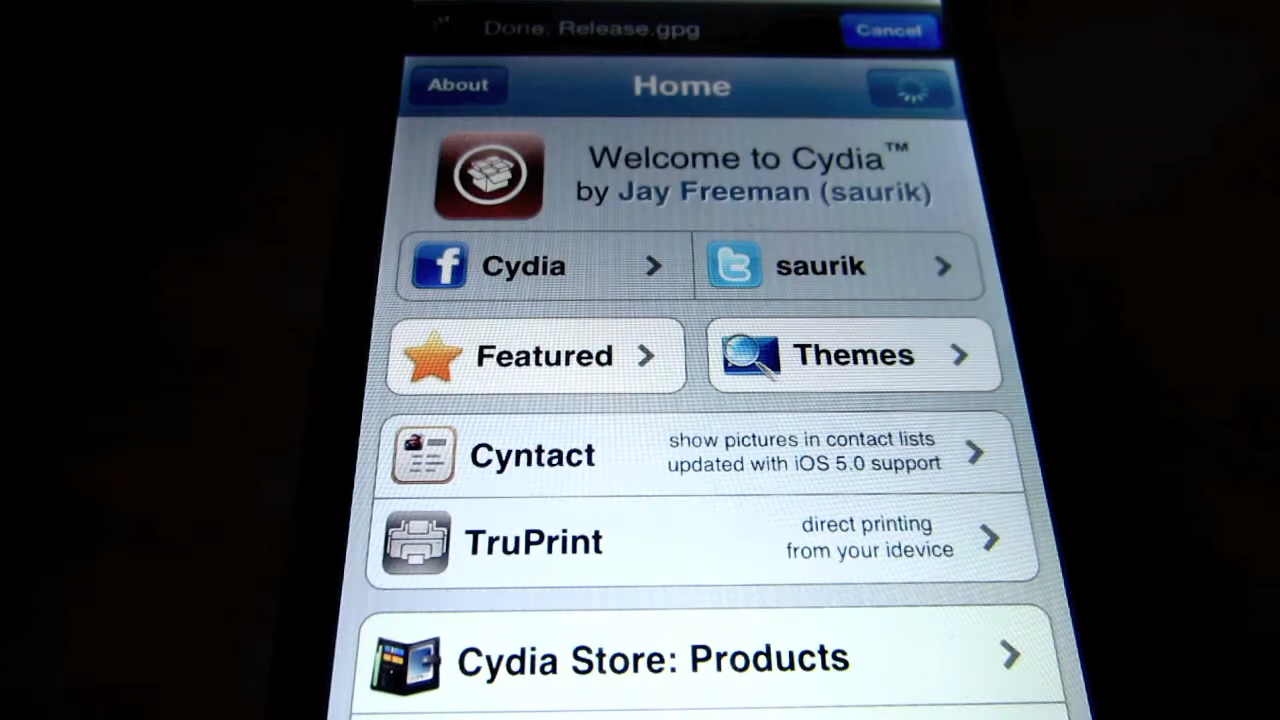 Done: Release.gpg
Cancel
About
Home
Welcome to Cydia™
by Jay Freeman (saurik)
Cydia
saurik
Featured
Themes
Cyntact
show pictures in contact lists
updated with iOS 5.0 support
TruPrint
direct printing
from your idevice
Cydia Store: Products